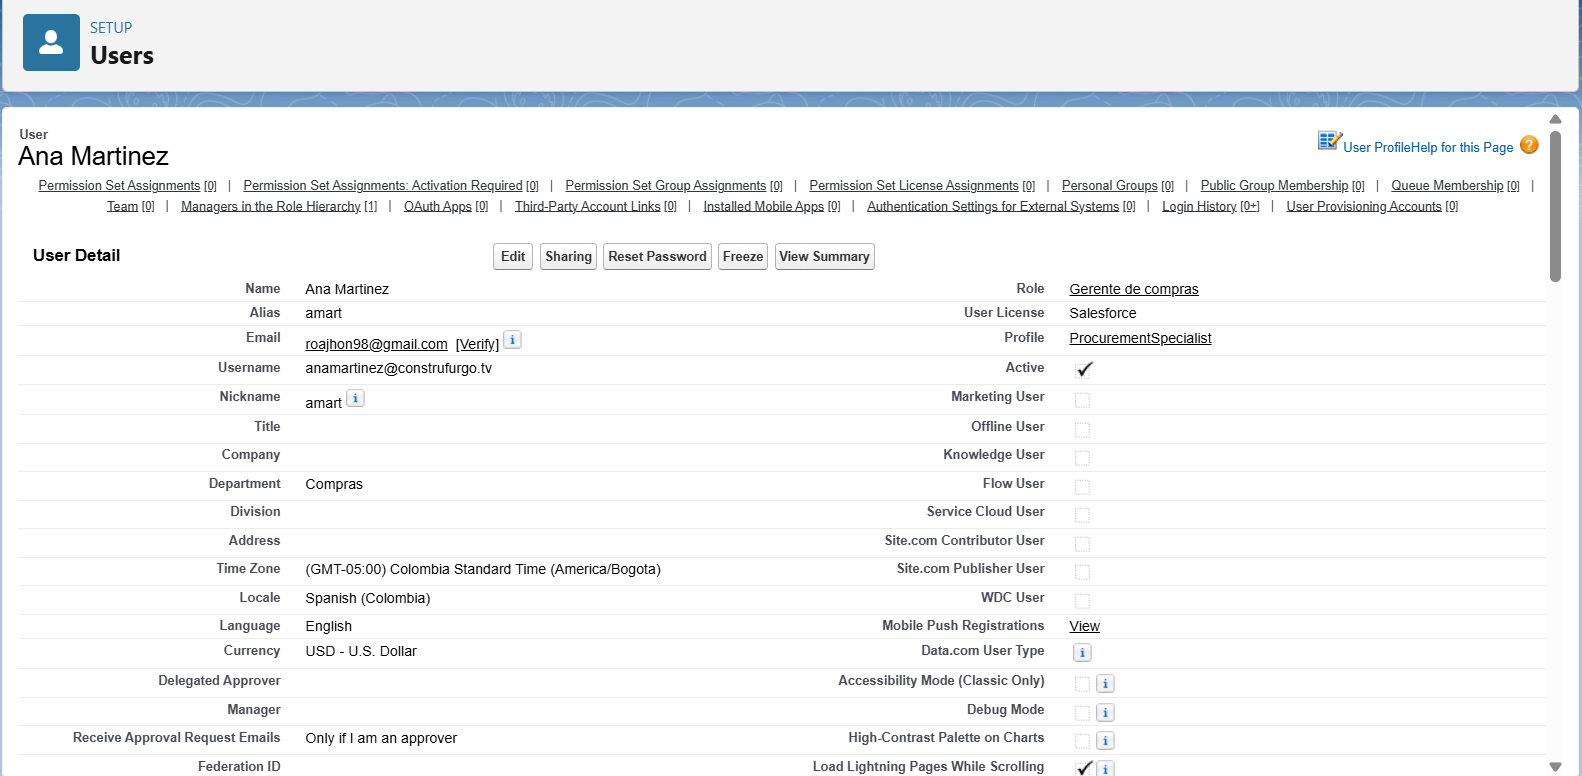 SETUP
Users
User
Ana Martinez
User Profile Help for this Page ?
Permission Set Assignments [0] | Permission Set Assignments: Activation Required [0] | Permission Set Group Assignments [0] | Permission Set License Assignments [0] | Personal Groups [0] | Public Group Membership [0] | Queue Membership [0] |
Team [0] | Managers in the Role Hierarchy [1] | OAuth Apps [0] | Third-Party Account Links [0] | Installed Mobile Apps [0] | Authentication Settings for External Systems [0] | Login History [0+] | User Provisioning Accounts [0]
User Detail Edit Sharing Reset Password Freeze View Summary
Name Ana Martinez Role Gerente de compras
Alias amart User License Salesforce
Email roajhon98@gmail.com [Verify] i Profile ProcurementSpecialist
Username anamartinez@construfurgo.tv Active
Nickname amart i Marketing User
Title Offline User
Company Knowledge User
Department Compras Flow User
Division Service Cloud User
Address Site.com Contributor User
Time Zone (GMT-05:00) Colombia Standard Time (America/Bogota) Site.com Publisher User
Locale Spanish (Colombia) WDC User
Language English Mobile Push Registrations View
Currency USD - U.S. Dollar Data.com User Type i
Delegated Approver Accessibility Mode (Classic Only) i
Manager Debug Mode i
Receive Approval Request Emails Only if I am an approver High-Contrast Palette on Charts i
Federation ID Load Lightning Pages While Scrolling i